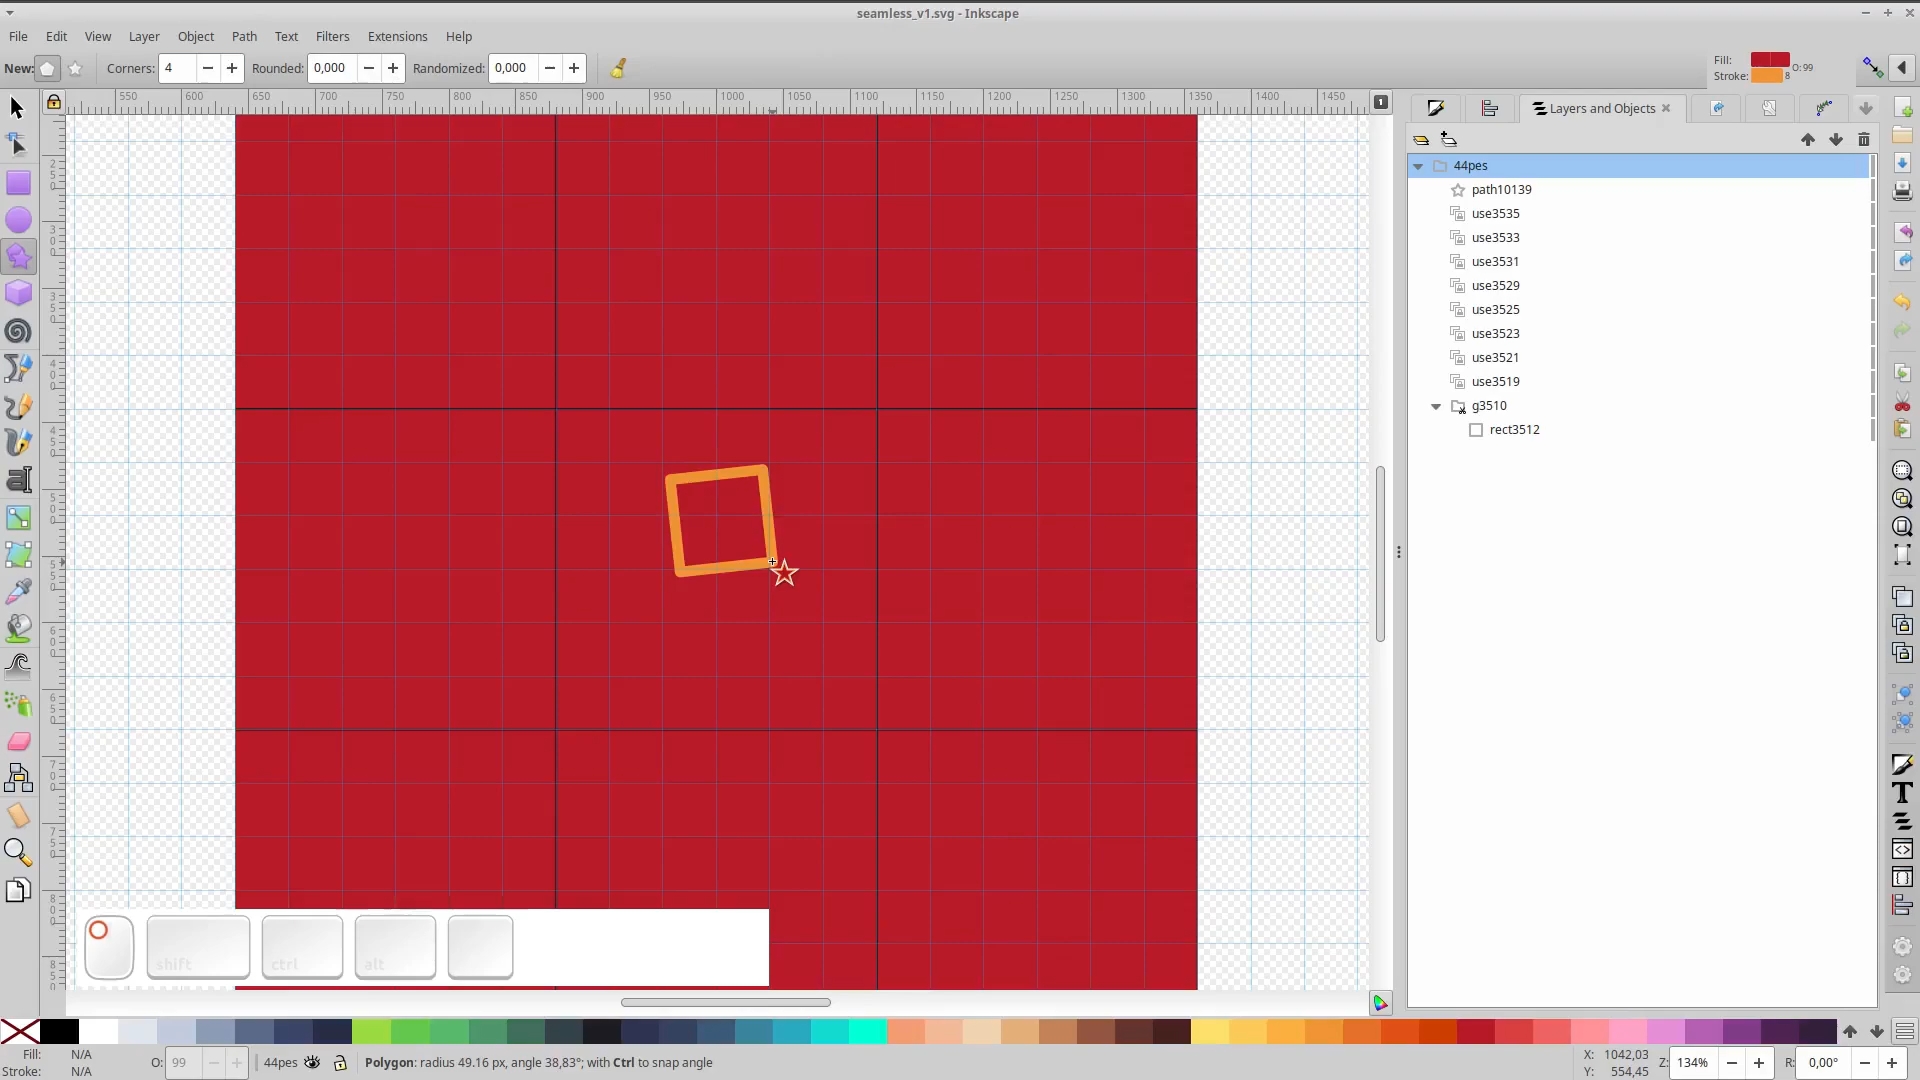 seamless_v1.svg - Inkscape
File Edit View Layer Object Path Text Filters Extensions Help
New: Corners: 4 Rounded: 0,000 Randomized: 0,000
Fill:
Stroke: 8
O: 99
550 600 650 700 750 800 850 900 950 1000 1050 1100 1150 1200 1250 1300 1350 1400 1450
1
Layers and Objects
44pes
path10139
use3535
use3533
use3531
use3529
use3525
use3523
use3521
use3519
g3510
rect3512
shift ctrl alt
Fill: N/A
Stroke: N/A
O: 99
44pes
Polygon: radius 49.16 px, angle 38,83°; with Ctrl to snap angle
X: 1042,03
Y: 554,45
Z: 134%
R: 0,00°